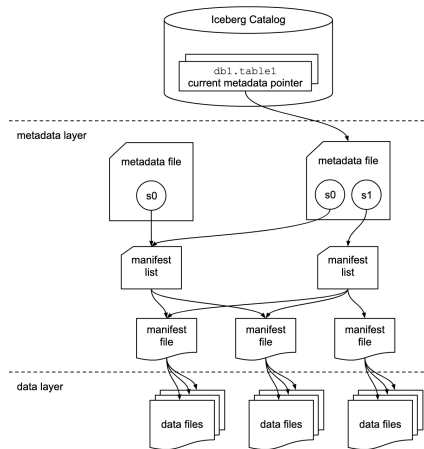 Iceberg Catalog
db1.table1
current metadata pointer
metadata layer
metadata file
s0
metadata file
s0
s1
manifest
list
manifest
list
manifest
file
manifest
file
manifest
file
data layer
data files
data files
data files